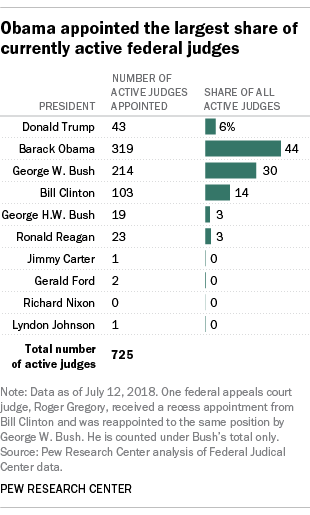 Obama appointed the largest share of
currently active federal judges
PRESIDENT NUMBER OF ACTIVE JUDGES APPOINTED SHARE OF ALL ACTIVE JUDGES
Donald Trump 43 6%
Barack Obama 319 44
George W. Bush 214 30
Bill Clinton 103 14
George H.W. Bush 19 3
Ronald Reagan 23 3
Jimmy Carter 1 0
Gerald Ford 2 0
Richard Nixon 0 0
Lyndon Johnson 1 0
Total number
of active judges 725
Note: Data as of July 12, 2018. One federal appeals court
judge, Roger Gregory, received a recess appointment from
Bill Clinton and was reappointed to the same position by
George W. Bush. He is counted under Bush's total only.
Source: Pew Research Center analysis of Federal Judical
Center data.
PEW RESEARCH CENTER